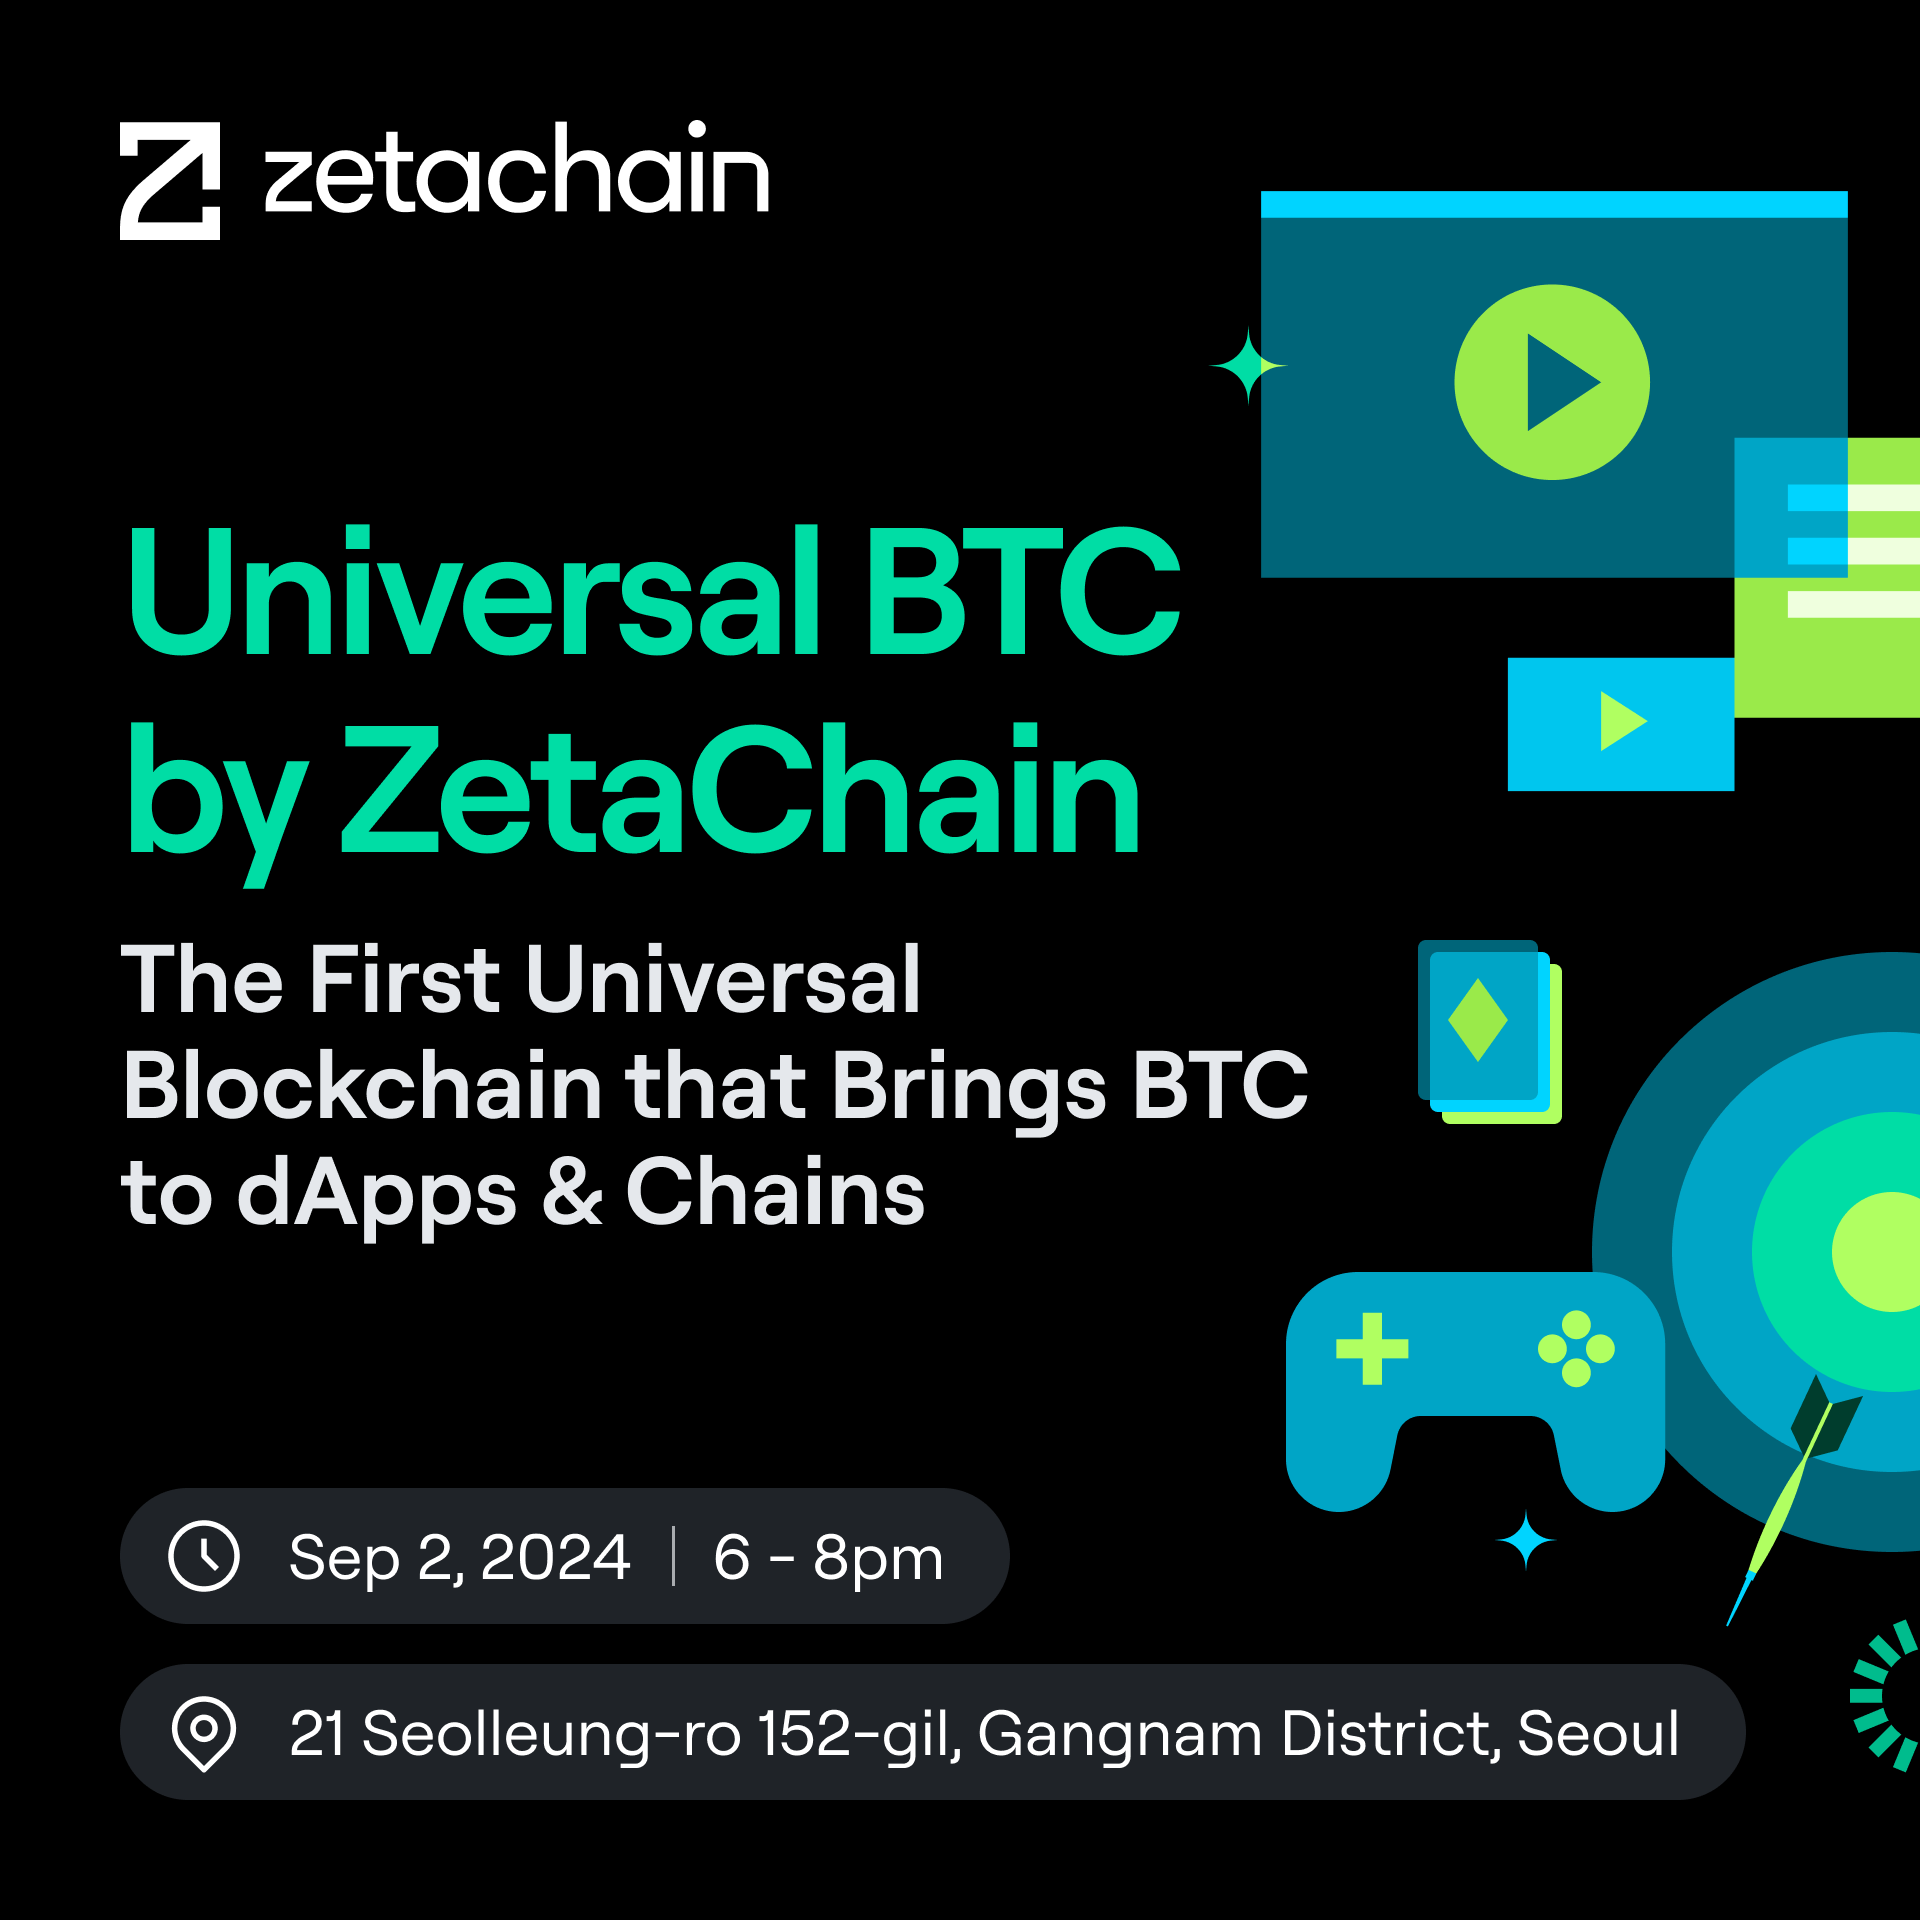 zetachain
Universal BTC
by ZetaChain
The First Universal
Blockchain that Brings BTC
to dApps & Chains
Sep 2, 2024 | 6 - 8pm
21 Seolleung-ro 152-gil, Gangnam District, Seoul